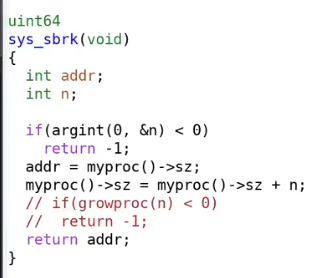 uint64
sys_sbrk(void)
{
  int addr;
  int n;

  if(argint(0, &n) < 0)
    return -1;
  addr = myproc()->sz;
  myproc()->sz = myproc()->sz + n;
  // if(growproc(n) < 0)
  //  return -1;
  return addr;
}